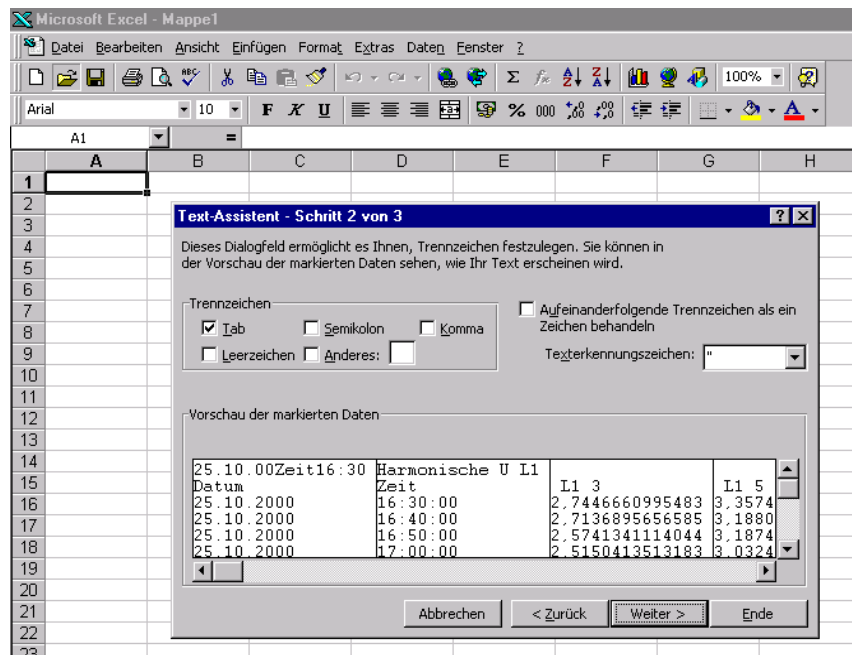 Microsoft Excel - Mappe1
Datei Bearbeiten Ansicht Einfügen Format Extras Daten Fenster ?
ABC Σ fx A Z Z A 100% ?
Arial 10 F K U a % 000 ,0 ,00 ,00 ,0 A
A1 =
A B C D E F G H
1
2
Text-Assistent - Schritt 2 von 3 ? ×
3
4
Dieses Dialogfeld ermöglicht es Ihnen, Trennzeichen festzulegen. Sie können in
der Vorschau der markierten Daten sehen, wie Ihr Text erscheinen wird.
5
6
7
Trennzeichen
Aufeinanderfolgende Trennzeichen als ein
Zeichen behandeln
8
Tab Semikolon Komma
9
Leerzeichen Anderes: Texterkennungszeichen: "
10
11
12
Vorschau der markierten Daten
13
14
25.10.00Zeit16:30 Harmonische U L1
15
Datum Zeit L1 3 L1 5
16
25.10.2000 16:30:00 2,7446660995483 3,3574
25.10.2000 16:40:00 2,7136895656585 3,1880
17
25.10.2000 16:50:00 2,5741341114044 3,1874
18
25.10.2000 17:00:00 2,5150413513183 3,0324
19
20
21
Abbrechen < Zurück Weiter > Ende
22
23